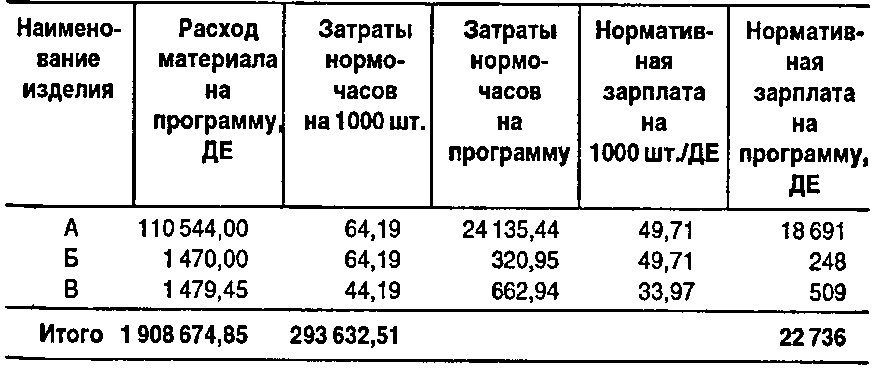 Наимено- Расход Затраты Затраты Норматив- Норматив-
вание материала нормо- нормо- ная ная
изделия на часов часов зарплата зарплата
программу, на 1000 шт. на на на
ДЕ программу 1000 шт./ДЕ программу,
ДЕ
А 110 544,00 64,19 24 135,44 49,71 18 691
Б 1 470,00 64,19 320,95 49,71 248
В 1 479,45 44,19 662,94 33,97 509
Итого 1 908 674,85 293 632,51 22 736